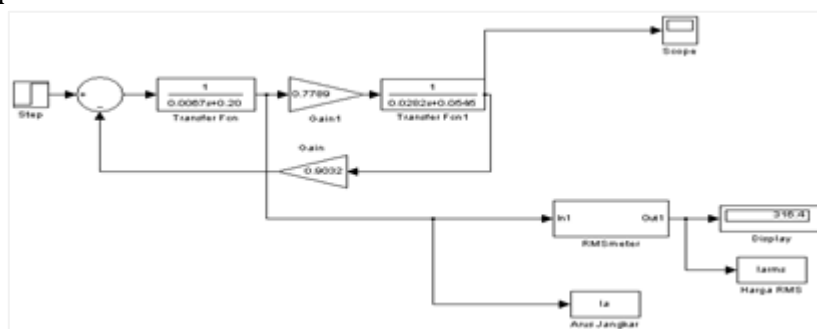 Scope
Step
1
0.0067s+0.20
Transfer Fcn
0.7789
Gain1
1
0.0282s+0.0546
Transfer Fcn1
Gain
0.9032
In1
Out1
RMSmeter
316.4
Display
Iarms
Harga RMS
Ia
Arus Jangkar